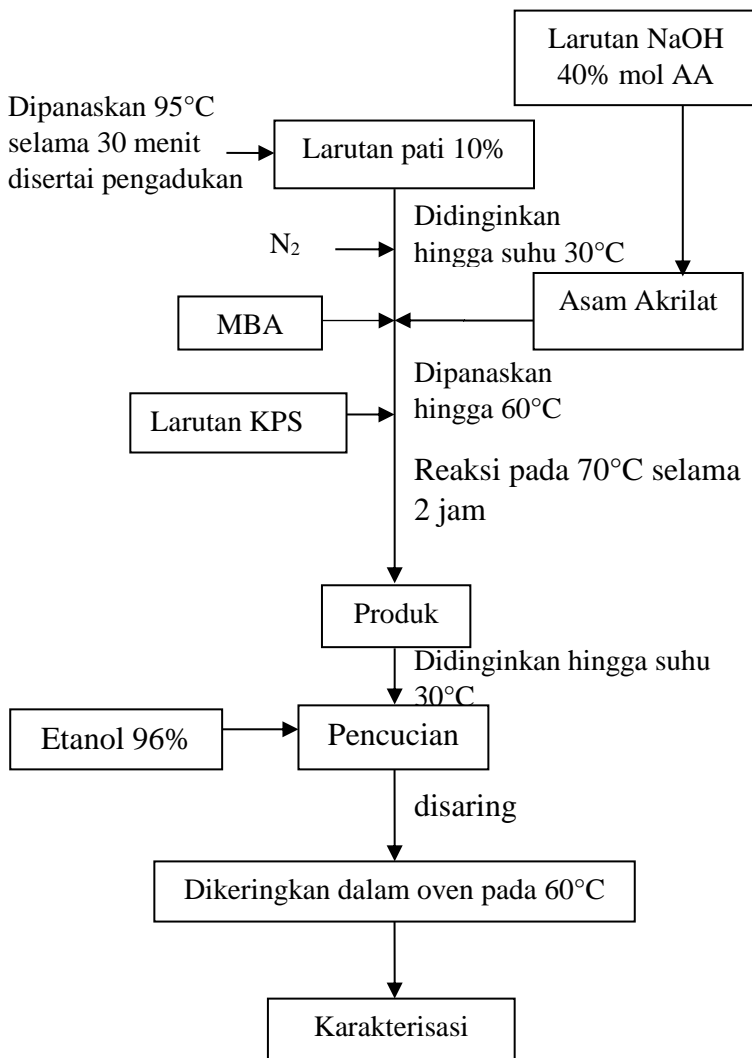 Larutan NaOH
40% mol AA
Dipanaskan 95°C
selama 30 menit
disertai pengadukan
Larutan pati 10%
Didinginkan
hingga suhu 30°C
N₂
Asam Akrilat
MBA
Dipanaskan
hingga 60°C
Larutan KPS
Reaksi pada 70°C selama
2 jam
Produk
Didinginkan hingga suhu
30°C
Etanol 96%
Pencucian
disaring
Dikeringkan dalam oven pada 60°C
Karakterisasi